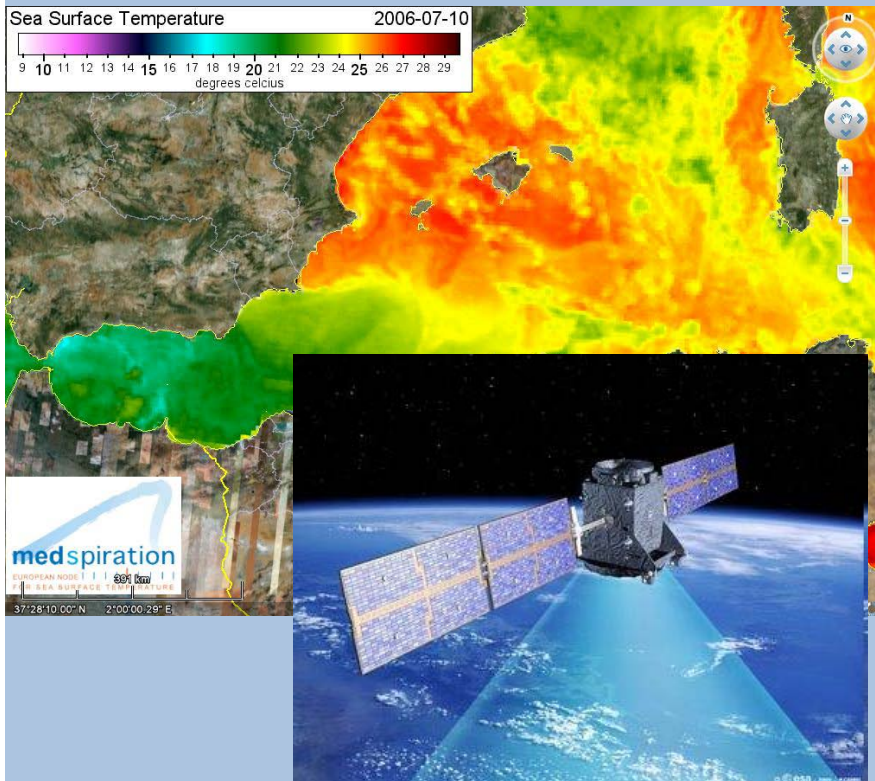 Sea Surface Temperature 2006-07-10
9 10 11 12 13 14 15 16 17 18 19 20 21 22 23 24 25 26 27 28 29
degrees celcius
N
medspiration
EUROPEAN NODE
391 km
FOR SEA SURFACE TEMPERATURE
37°28'10.00" N 2°00'00.29" E
esa